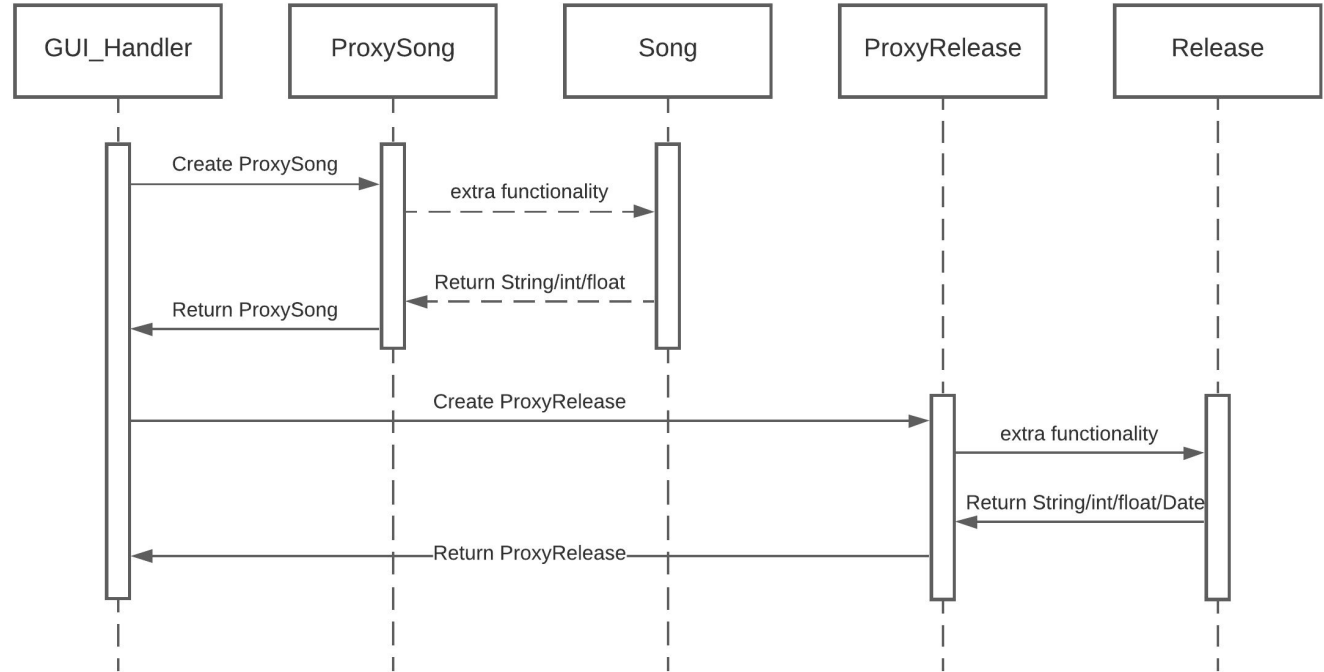 GUI_Handler
ProxySong
Song
ProxyRelease
Release
Create ProxySong
extra functionality
Return String/int/float
Return ProxySong
Create ProxyRelease
extra functionality
Return String/int/float/Date
Return ProxyRelease